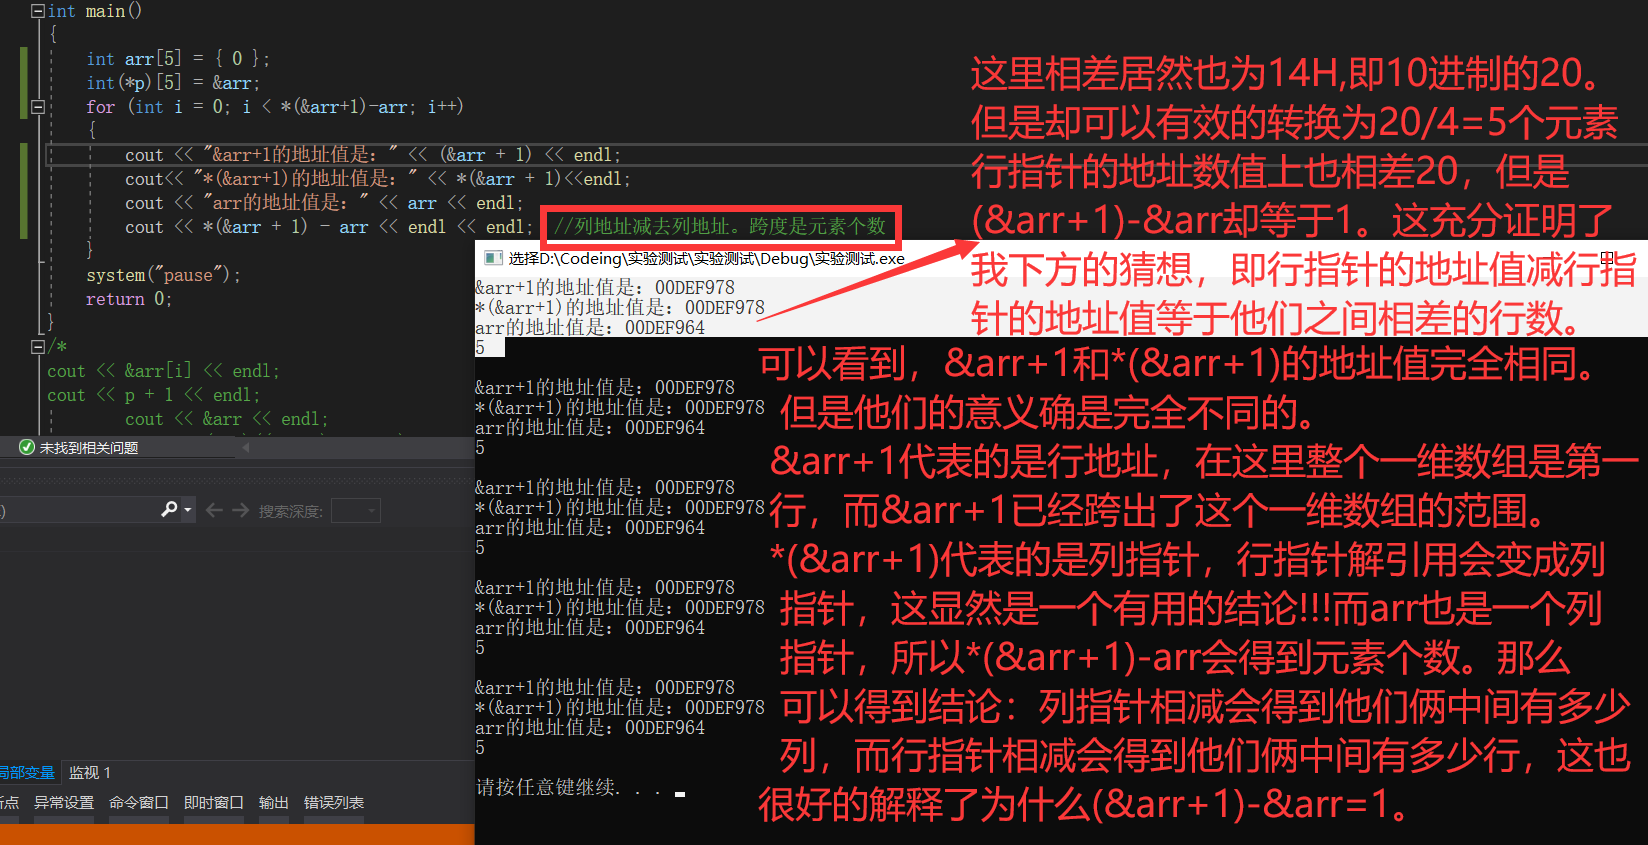 int main()
{
int arr[5] = { 0 };
int(*p)[5] = &arr;
for (int i = 0; i < *(&arr+1)-arr; i++)
{
cout << "&arr+1的地址值是：" << (&arr + 1) << endl;
cout<< "*(&arr+1)的地址值是：" << *(&arr + 1)<<endl;
cout << "arr的地址值是：" << arr << endl;
cout << *(&arr + 1) - arr << endl << endl; //列地址减去列地址。跨度是元素个数
}
system("pause");
return 0;
}
/*
cout << &arr[i] << endl;
cout << p + 1 << endl;
cout << &arr << endl;
未找到相关问题
搜索深度:
局部变量 监视 1
断点 异常设置 命令窗口 即时窗口 输出 错误列表
选择D:\Codeing\实验测试\实验测试\Debug\实验测试.exe
&arr+1的地址值是：00DEF978
*(&arr+1)的地址值是：00DEF978
arr的地址值是：00DEF964
5
&arr+1的地址值是：00DEF978
*(&arr+1)的地址值是：00DEF978
arr的地址值是：00DEF964
5
&arr+1的地址值是：00DEF978
*(&arr+1)的地址值是：00DEF978
arr的地址值是：00DEF964
5
&arr+1的地址值是：00DEF978
*(&arr+1)的地址值是：00DEF978
arr的地址值是：00DEF964
5
&arr+1的地址值是：00DEF978
*(&arr+1)的地址值是：00DEF978
arr的地址值是：00DEF964
5
请按任意键继续. . .
这里相差居然也为14H,即10进制的20。
但是却可以有效的转换为20/4=5个元素
行指针的地址数值上也相差20，但是
(&arr+1)-&arr却等于1。这充分证明了
我下方的猜想，即行指针的地址值减行指
针的地址值等于他们之间相差的行数。
可以看到，&arr+1和*(&arr+1)的地址值完全相同。
但是他们的意义确是完全不同的。
&arr+1代表的是行地址，在这里整个一维数组是第一
行，而&arr+1已经跨出了这个一维数组的范围。
*(&arr+1)代表的是列指针，行指针解引用会变成列
指针，这显然是一个有用的结论!!!而arr也是一个列
指针，所以*(&arr+1)-arr会得到元素个数。那么
可以得到结论：列指针相减会得到他们俩中间有多少
列，而行指针相减会得到他们俩中间有多少行，这也
很好的解释了为什么(&arr+1)-&arr=1。